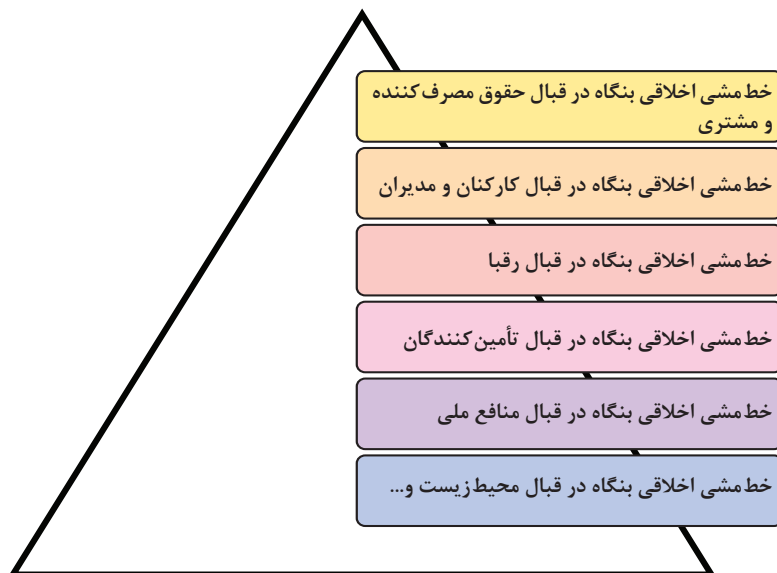 خط‌مشی اخلاقی بنگاه در قبال حقوق مصرف‌کننده
و مشتری
خط‌مشی اخلاقی بنگاه در قبال کارکنان و مدیران
خط‌مشی اخلاقی بنگاه در قبال رقبا
خط‌مشی اخلاقی بنگاه در قبال تأمین‌کنندگان
خط‌مشی اخلاقی بنگاه در قبال منافع ملی
خط‌مشی اخلاقی بنگاه در قبال محیط‌زیست و...